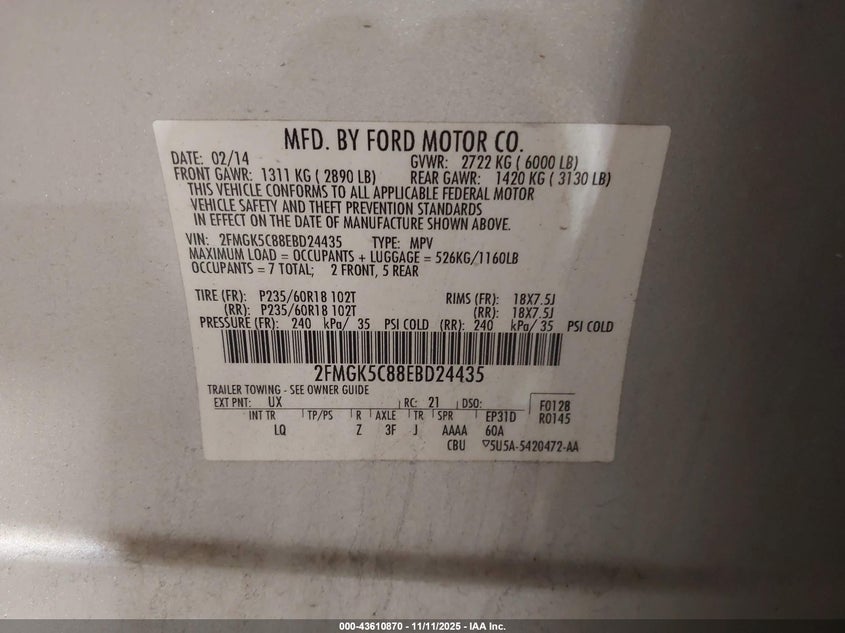 MFD. BY FORD MOTOR CO.
DATE: 02/14 GVWR: 2722 KG ( 6000 LB)
FRONT GAWR: 1311 KG ( 2890 LB) REAR GAWR: 1420 KG ( 3130 LB)
THIS VEHICLE CONFORMS TO ALL APPLICABLE FEDERAL MOTOR
VEHICLE SAFETY AND THEFT PREVENTION STANDARDS
IN EFFECT ON THE DATE OF MANUFACTURE SHOWN ABOVE.
VIN: 2FMGK5C88EBD24435 TYPE: MPV
MAXIMUM LOAD = OCCUPANTS + LUGGAGE = 526KG/1160LB
OCCUPANTS = 7 TOTAL; 2 FRONT, 5 REAR
TIRE (FR): P235/60R18 102T RIMS (FR): 18X7.5J
(RR): P235/60R18 102T (RR): 18X7.5J
PRESSURE (FR): 240 kPa/ 35 PSI COLD (RR): 240 kPa/ 35 PSI COLD
2FMGK5C88EBD24435
TRAILER TOWING - SEE OWNER GUIDE
EXT PNT: UX RC: 21 DSO: F0128
INT TR TP/PS R AXLE TR SPR EP31D R0145
LQ Z 3F J AAAA 60A
CBU ▽5U5A-5420472-AA
000-43610870 - 11/11/2025 - IAA Inc.